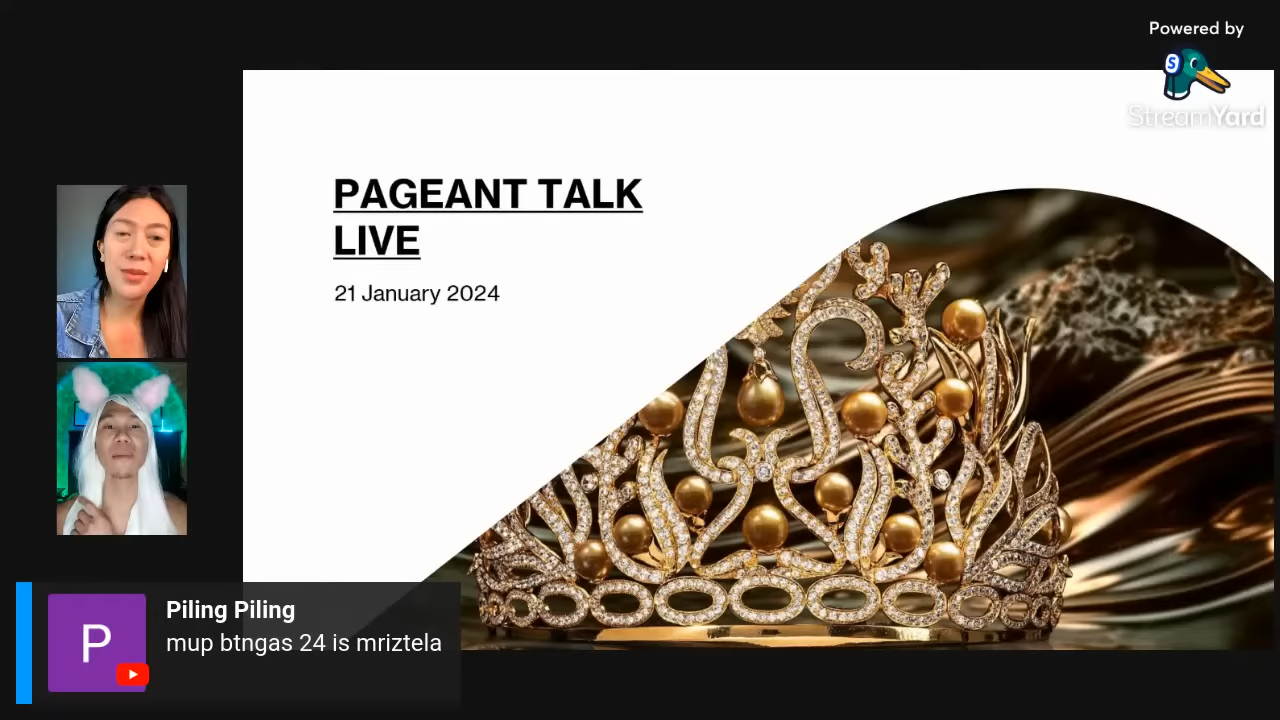 Powered by
S
StreamYard
PAGEANT TALK
LIVE
21 January 2024
P
Piling Piling
mup btngas 24 is mriztela